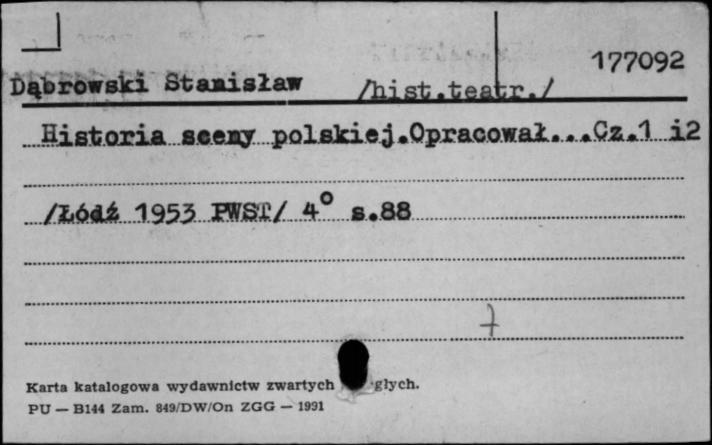 177092
Dąbrowski Stanisław /hist.teatr./
Historia sceny polskiej.Opracował...Cz.1 i2
/Łódź 1953 PWST/ 4° s.88
Karta katalogowa wydawnictw zwartych głych.
PU — B144 Zam. 849/DW/On ZGG — 1991